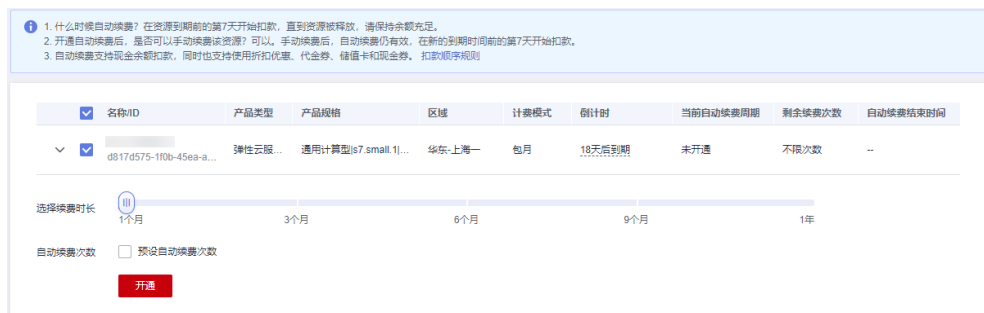 1. 什么时候自动续费？在资源到期前的第7天开始扣款，直到资源被释放，请保持余额充足。
2. 开通自动续费后，是否可以手动续费该资源？可以。手动续费后，自动续费仍有效，在新的到期时间前的第7天开始扣款。
3. 自动续费支持现金余额扣款，同时也支持使用折扣优惠、代金券、储值卡和现金券。 扣款顺序规则
名称/ID 产品类型 产品规格 区域 计费模式 倒计时 当前自动续费周期 剩余续费次数 自动续费结束时间
d817d575-1f0b-45ea-a... 弹性云服... 通用计算型|s7.small.1|... 华东-上海一 包月 18天后到期 未开通 不限次数 --
选择续费时长
1个月 3个月 6个月 9个月 1年
自动续费次数 预设自动续费次数
开通